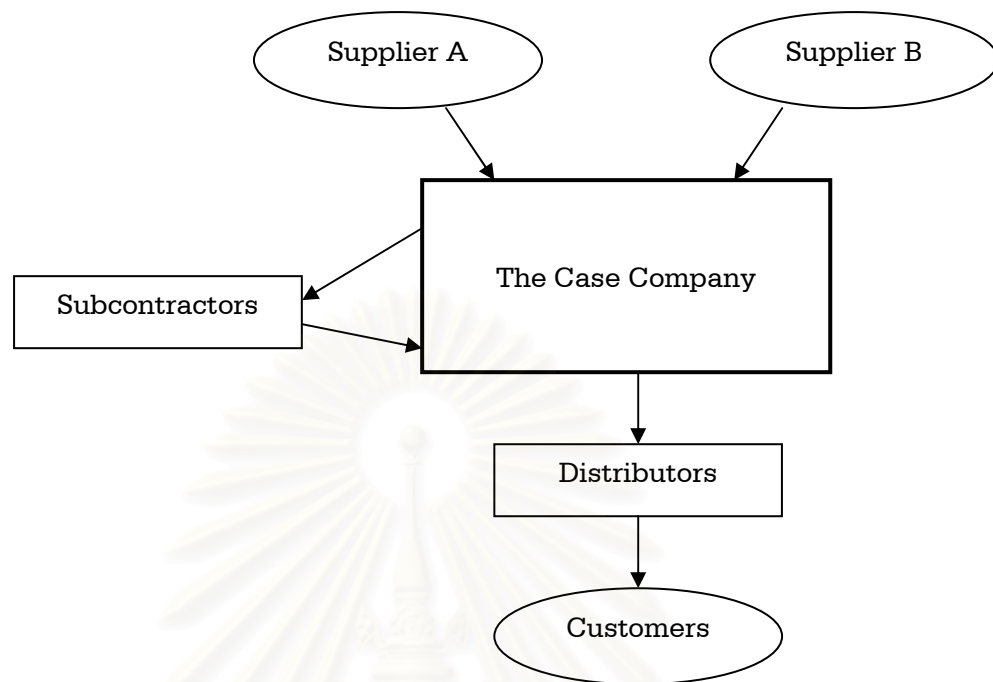 Supplier A
Supplier B
The Case Company
Subcontractors
Distributors
Customers